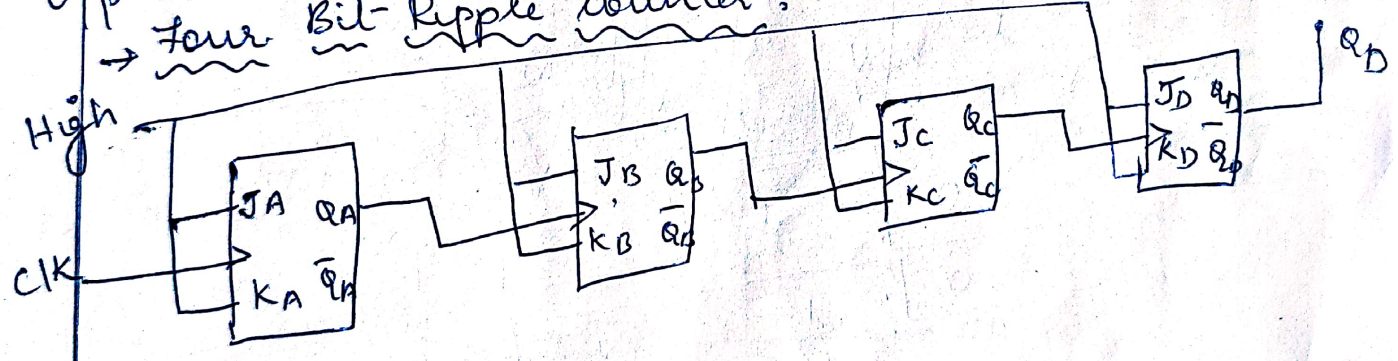 → Four Bit-Ripple counter:
High
CLK
JA QA
KA Q̅A
JB QB
KB Q̅B
JC QC
KC Q̅C
JD QD
KD Q̅D
QD